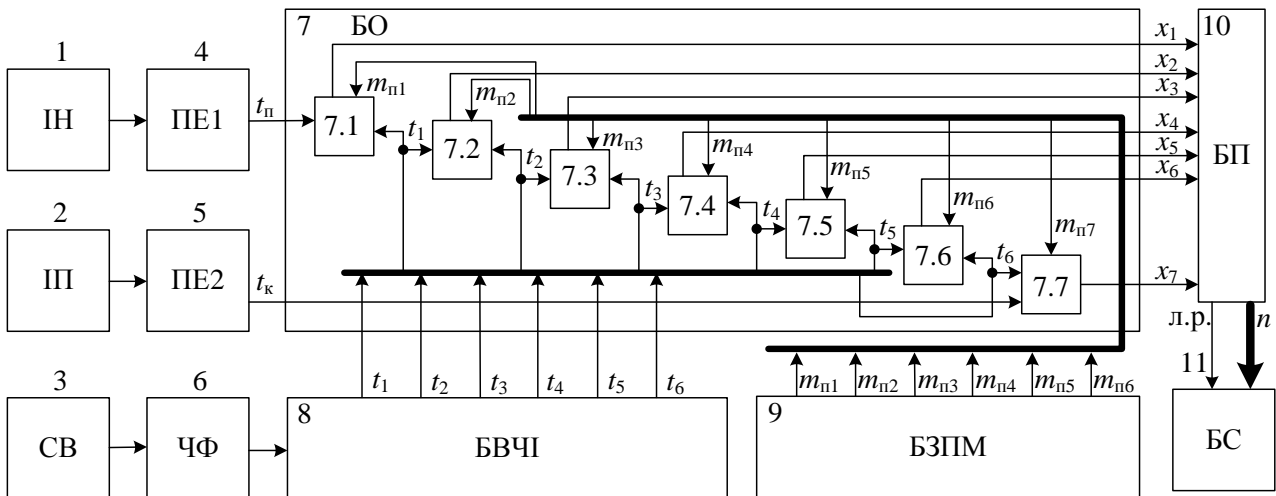 7 БО
10
x₁
1
4
x₂
mп1
mп2
x₃
ІН
ПЕ1
tп
7.1
t₁
7.2
x₄
t₂
7.3
mп3
mп4
x₅
БП
mп5
x₆
t₃
7.4
mп6
2
5
t₄
7.5
t₅
7.6
mп7
t₆
7.7
x₇
ІП
ПЕ2
tк
л.р.
n
3
6
t₁
t₂
t₃
t₄
t₅
t₆
mп1
mп2
mп3
mп4
mп5
mп6
11
8
9
СВ
ЧФ
БВЧІ
БЗПМ
БС